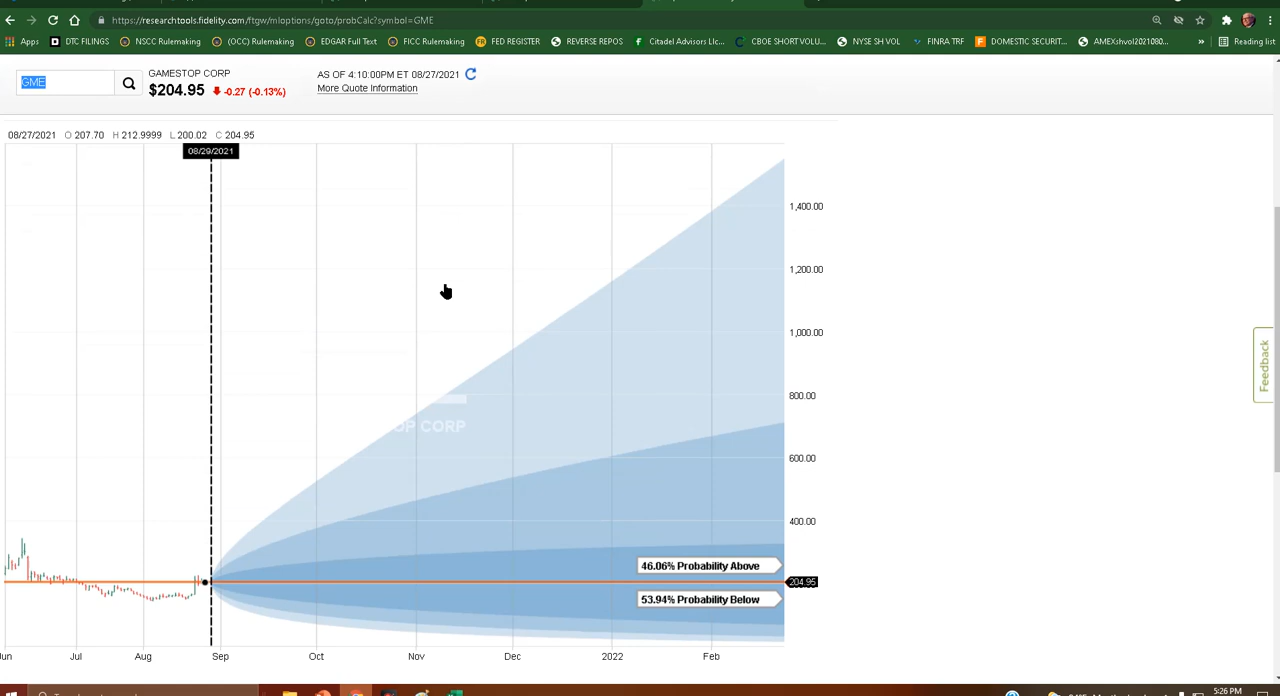 https://researchtools.fidelity.com/ftgw/mloptions/goto/probCalc?symbol=GME
Apps DTC FILINGS NSCC Rulemaking (OCC) Rulemaking EDGAR Full Text FICC Rulemaking FED REGISTER REVERSE REPOS Citadel Advisors Llc... CBOE SHORT VOLU... NYSE SH VOL FINRA TRF DOMESTIC SECURIT... AMEXshvol2021080... » Reading list
GME
GAMESTOP CORP
$204.95 -0.27 (-0.13%)
AS OF 4:10:00PM ET 08/27/2021
More Quote Information
08/27/2021 O 207.70 H 212.9999 L 200.02 C 204.95
08/29/2021
1,400.00
1,200.00
1,000.00
800.00
OP CORP
600.00
400.00
46.06% Probability Above
204.95
53.94% Probability Below
Jul Aug Sep Oct Nov Dec 2022 Feb
Feedback
5:26 PM